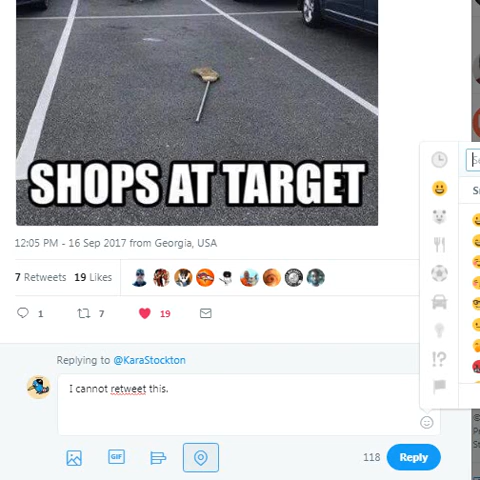 SHOPS AT TARGET
12:05 PM - 16 Sep 2017 from Georgia, USA
7 Retweets 19 Likes
1 7 19
Replying to @KaraStockton
I cannot retweet this.
GIF 118 Reply